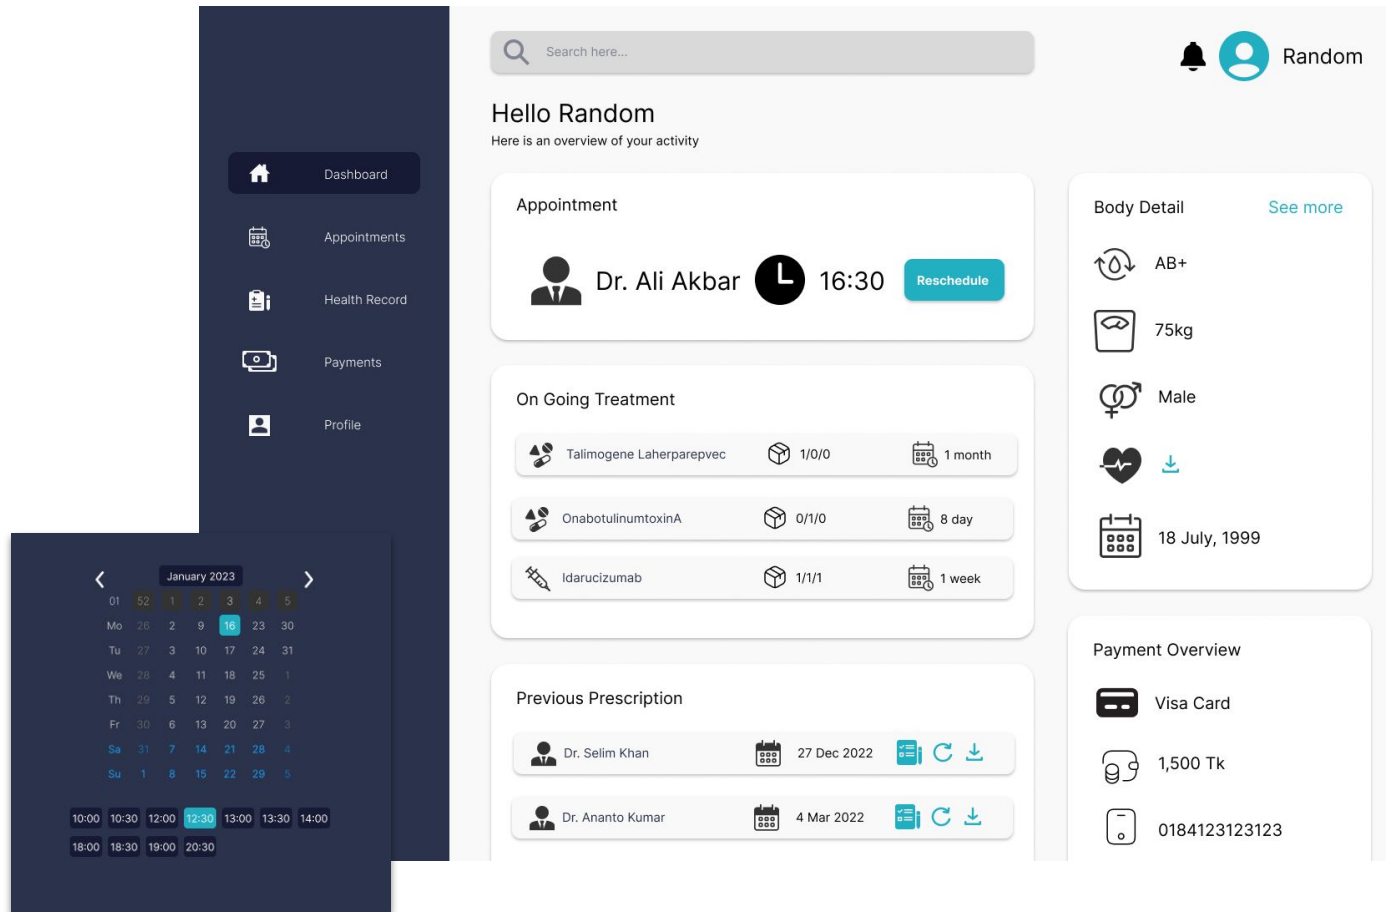 Search here...
Random
Hello Random
Here is an overview of your activity
Dashboard
Appointments
Health Record
Payments
Profile
Appointment
Dr. Ali Akbar 16:30 Reschedule
On Going Treatment
Talimogene Laherparepvec 1/0/0 1 month
OnabotulinumtoxinA 0/1/0 8 day
Idarucizumab 1/1/1 1 week
Previous Prescription
Dr. Selim Khan 27 Dec 2022
Dr. Ananto Kumar 4 Mar 2022
Body Detail See more
AB+
75kg
Male
18 July, 1999
Payment Overview
Visa Card
1,500 Tk
0184123123123
January 2023
01 52 1 2 3 4 5
Mo 26 2 9 16 23 30
Tu 27 3 10 17 24 31
We 28 4 11 18 25 1
Th 29 5 12 19 26 2
Fr 30 6 13 20 27 3
Sa 31 7 14 21 28 4
Su 1 8 15 22 29 5
10:00 10:30 12:00 12:30 13:00 13:30 14:00
18:00 18:30 19:00 20:30